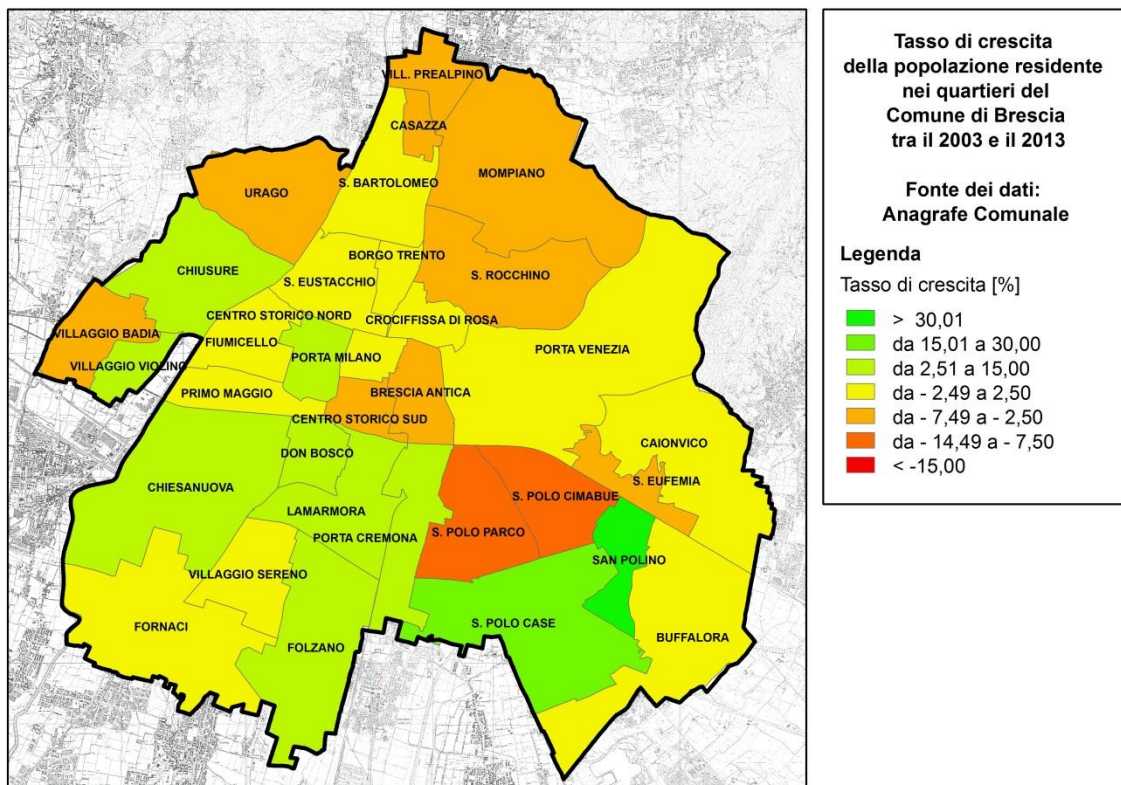 VILL. PREALPINO
CASAZZA
MOMPIANO
URAGO
S. BARTOLOMEO
CHIUSURE
BORGO TRENTO
S. ROCCHINO
S. EUSTACCHIO
CENTRO STORICO NORD
CROCIFFISSA DI ROSA
VILLAGGIO BADIA
FIUMICELLO
PORTA MILANO
PORTA VENEZIA
VILLAGGIO VIOLINO
PRIMO MAGGIO
BRESCIA ANTICA
CENTRO STORICO SUD
CAIONVICO
DON BOSCO
S. EUFEMIA
CHIESANUOVA
S. POLO CIMABUE
LAMARMORA
S. POLO PARCO
PORTA CREMONA
SAN POLINO
VILLAGGIO SERENO
FORNACI
S. POLO CASE
BUFFALORA
FOLZANO
Tasso di crescita
della popolazione residente
nei quartieri del
Comune di Brescia
tra il 2003 e il 2013
Fonte dei dati:
Anagrafe Comunale
Legenda
Tasso di crescita [%]
> 30,01
da 15,01 a 30,00
da 2,51 a 15,00
da - 2,49 a 2,50
da - 7,49 a - 2,50
da - 14,49 a - 7,50
< -15,00